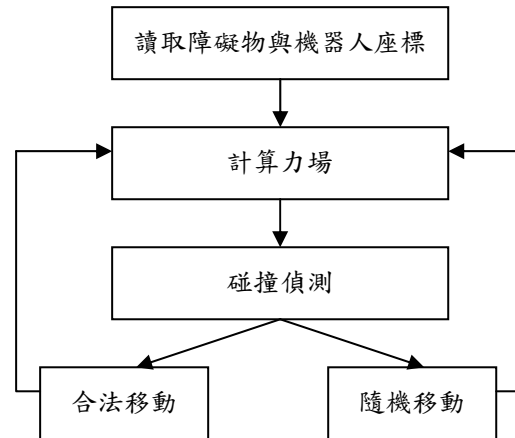 讀取障礙物與機器人座標
計算力場
碰撞偵測
合法移動
隨機移動